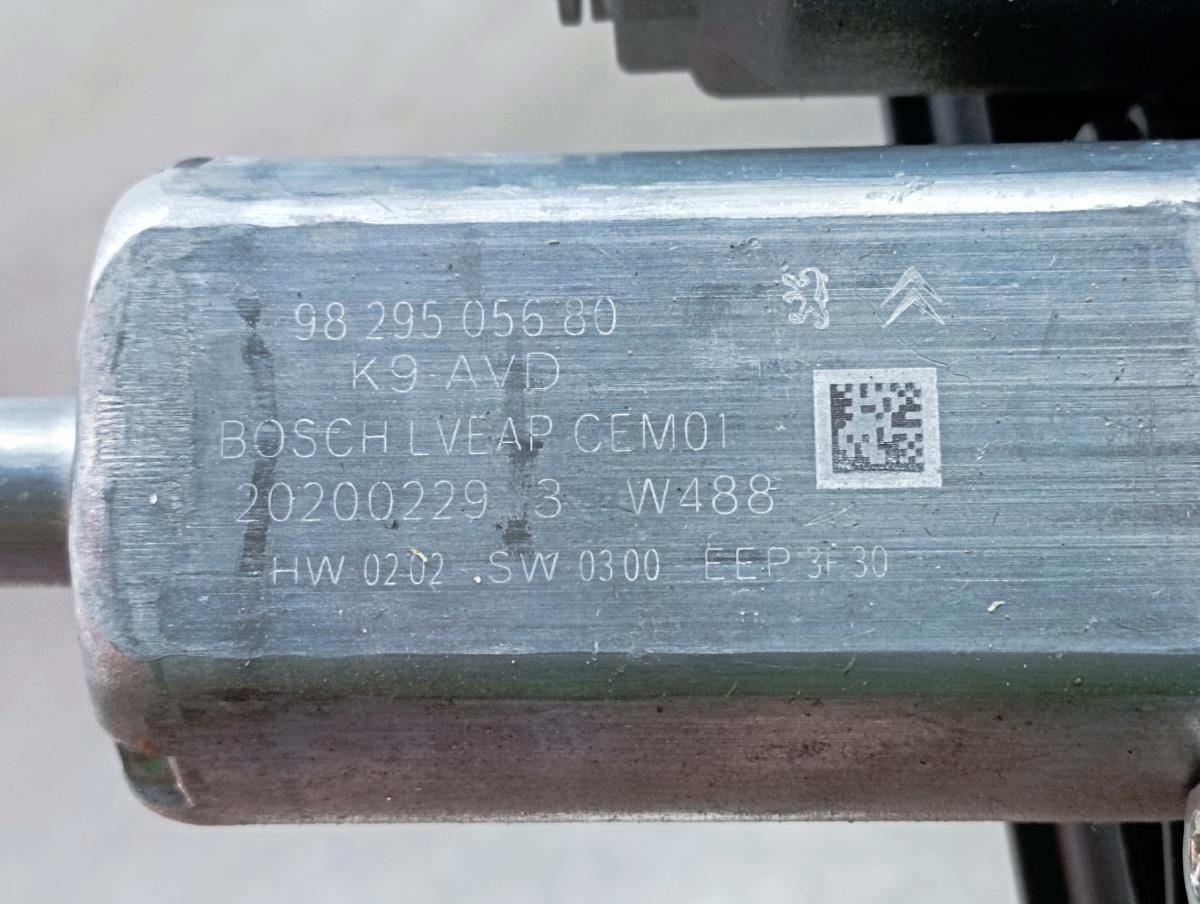 98 295 056 80
K9-AVD
BOSCH LVEAP CEM01
20200229 3 W488
HW 0202 SW 0300 EEP 3F30